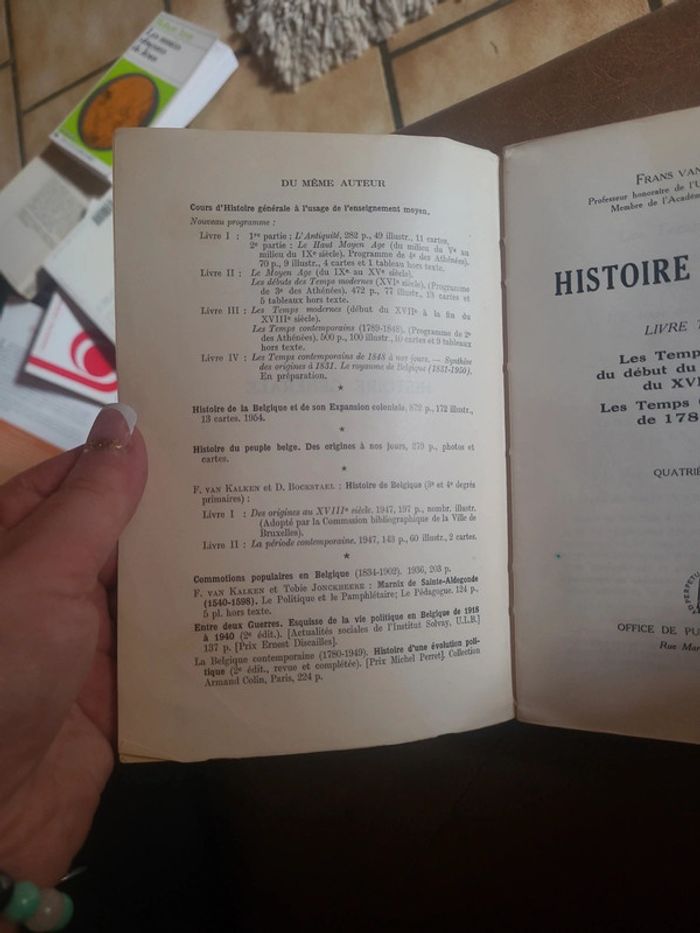 DU MÊME AUTEUR
Cours d'Histoire générale à l'usage de l'enseignement moyen.
Nouveau programme :
Livre I : 1re partie : L'Antiquité, 282 p., 49 illustr., 11 cartes.
2e partie : Le Haut Moyen Age (du milieu du Ve au
milieu du IXe siècle). Programme de 4e des Athénées).
70 p., 9 illustr., 4 cartes et 1 tableau hors texte.
Livre II : Le Moyen Age (du IXe au XVe siècle).
Les débuts des Temps modernes (XVIe siècle). (Programme
de 3e des Athénées). 472 p., 77 illustr., 13 cartes et
5 tableaux hors texte.
Livre III : Les Temps modernes (début du XVIIe à la fin du
XVIIIe siècle).
Les Temps contemporains (1789-1848). (Programme de 2e
des Athénées). 500 p., 100 illustr., 10 cartes et 9 tableaux
hors texte.
Livre IV : Les Temps contemporains de 1848 à nos jours. — Synthèse
des origines à 1831. Le royaume de Belgique (1831-1950).
En préparation.
*
Histoire de la Belgique et de son Expansion coloniale, 872 p., 172 illustr.,
13 cartes. 1954.
*
Histoire du peuple belge. Des origines à nos jours, 279 p., photos et
cartes.
*
F. VAN KALKEN et D. BOCKSTAEL : Histoire de Belgique (3e et 4e degrés
primaires) :
Livre I : Des origines au XVIIIe siècle. 1947, 197 p., nombr. illustr.
(Adopté par la Commission bibliographique de la Ville de
Bruxelles).
Livre II : La période contemporaine. 1947, 143 p., 60 illustr., 2 cartes.
*
Commotions populaires en Belgique (1834-1902). 1936, 203 p.
F. VAN KALKEN et Tobie JONCKHEERE : Marnix de Sainte-Aldegonde
(1540-1598). Le Politique et le Pamphlétaire; Le Pédagogue. 124 p.,
5 pl. hors texte.
Entre deux Guerres. Esquisse de la vie politique en Belgique de 1918
à 1940 (2e édit.). [Actualités sociales de l'Institut Solvay, U.L.B.]
137 p. [Prix Ernest Discailles].
La Belgique contemporaine (1780-1949). Histoire d'une évolution poli-
tique (2e édit., revue et complétée). [Prix Michel Perret]. Collection
Armand Colin, Paris, 224 p.
FRANS VAN
Professeur honoraire de l'U
Membre de l'Académ
HISTOIRE
LIVRE
Les Temp
du début du
du XV
Les Temps
de 178
QUATRIÈ
OFFICE DE PU
Rue Mar